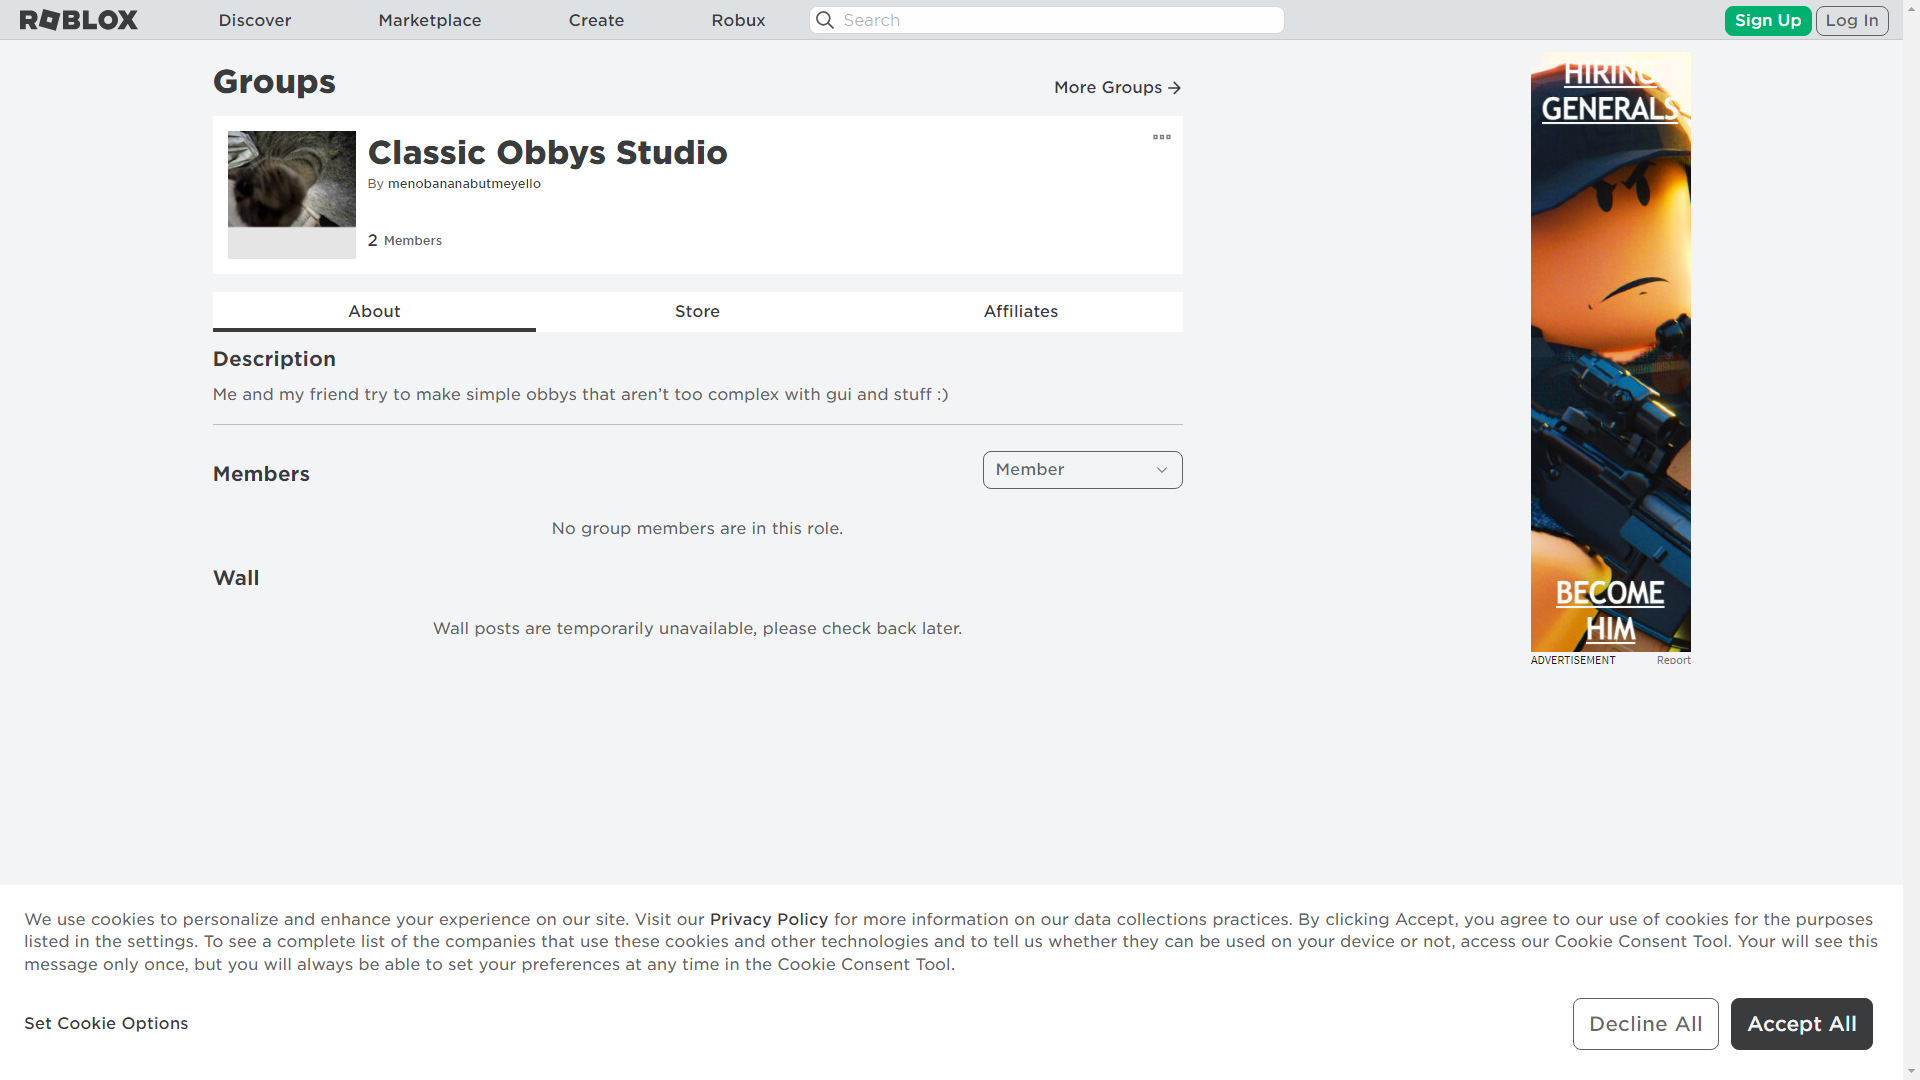 ROBLOX
Discover
Marketplace
Create
Robux
Search
Sign Up
Log In
Groups
More Groups
Classic Obbys Studio
By menobananabutmeyello
2 Members
About
Store
Affiliates
Description
Me and my friend try to make simple obbys that aren’t too complex with gui and stuff :)
Members
Member
No group members are in this role.
Wall
Wall posts are temporarily unavailable, please check back later.
HIRING
GENERALS
BECOME
HIM
ADVERTISEMENT
Report
We use cookies to personalize and enhance your experience on our site. Visit our Privacy Policy for more information on our data collections practices. By clicking Accept, you agree to our use of cookies for the purposes
listed in the settings. To see a complete list of the companies that use these cookies and other technologies and to tell us whether they can be used on your device or not, access our Cookie Consent Tool. Your will see this
message only once, but you will always be able to set your preferences at any time in the Cookie Consent Tool.
Set Cookie Options
Decline All
Accept All